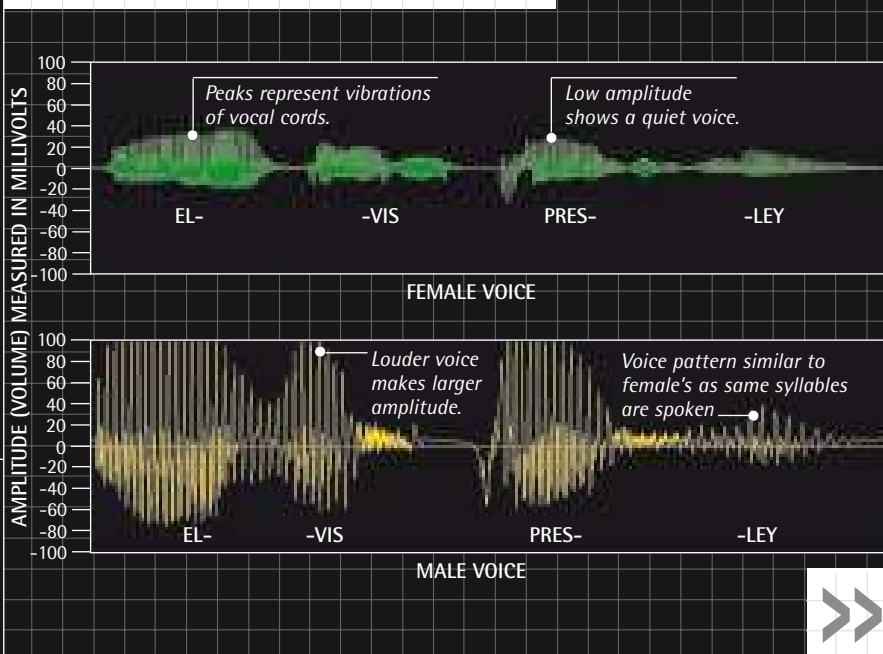 AMPLITUDE (VOLUME) MEASURED IN MILLIVOLTS
100
80
60
40
20
0
-20
-40
-60
-80
-100
Peaks represent vibrations
of vocal cords.
Low amplitude
shows a quiet voice.
EL- -VIS PRES- -LEY
FEMALE VOICE
100
80
60
40
20
0
-20
-40
-60
-80
-100
Louder voice
makes larger
amplitude.
Voice pattern similar to
female's as same syllables
are spoken
EL- -VIS PRES- -LEY
MALE VOICE
>>